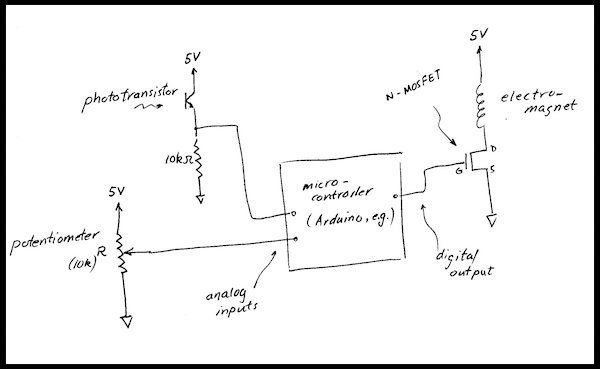 5V
phototransistor
10kΩ
5V
potentiometer
(10k)
R
micro-
controller
(Arduino, e.g.)
analog
inputs
digital
output
N-MOSFET
5V
electro-
magnet
D
G
S